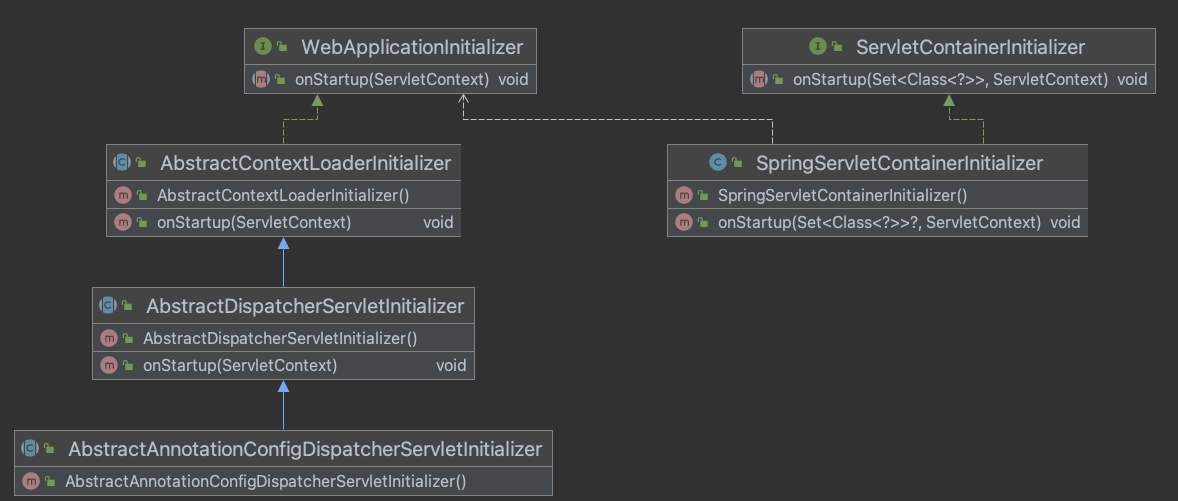 WebApplicationInitializer
onStartup(ServletContext) void
ServletContainerInitializer
onStartup(Set<Class<?>>, ServletContext) void
AbstractContextLoaderInitializer
AbstractContextLoaderInitializer()
onStartup(ServletContext) void
SpringServletContainerInitializer
SpringServletContainerInitializer()
onStartup(Set<Class<?>>?, ServletContext) void
AbstractDispatcherServletInitializer
AbstractDispatcherServletInitializer()
onStartup(ServletContext) void
AbstractAnnotationConfigDispatcherServletInitializer
AbstractAnnotationConfigDispatcherServletInitializer()